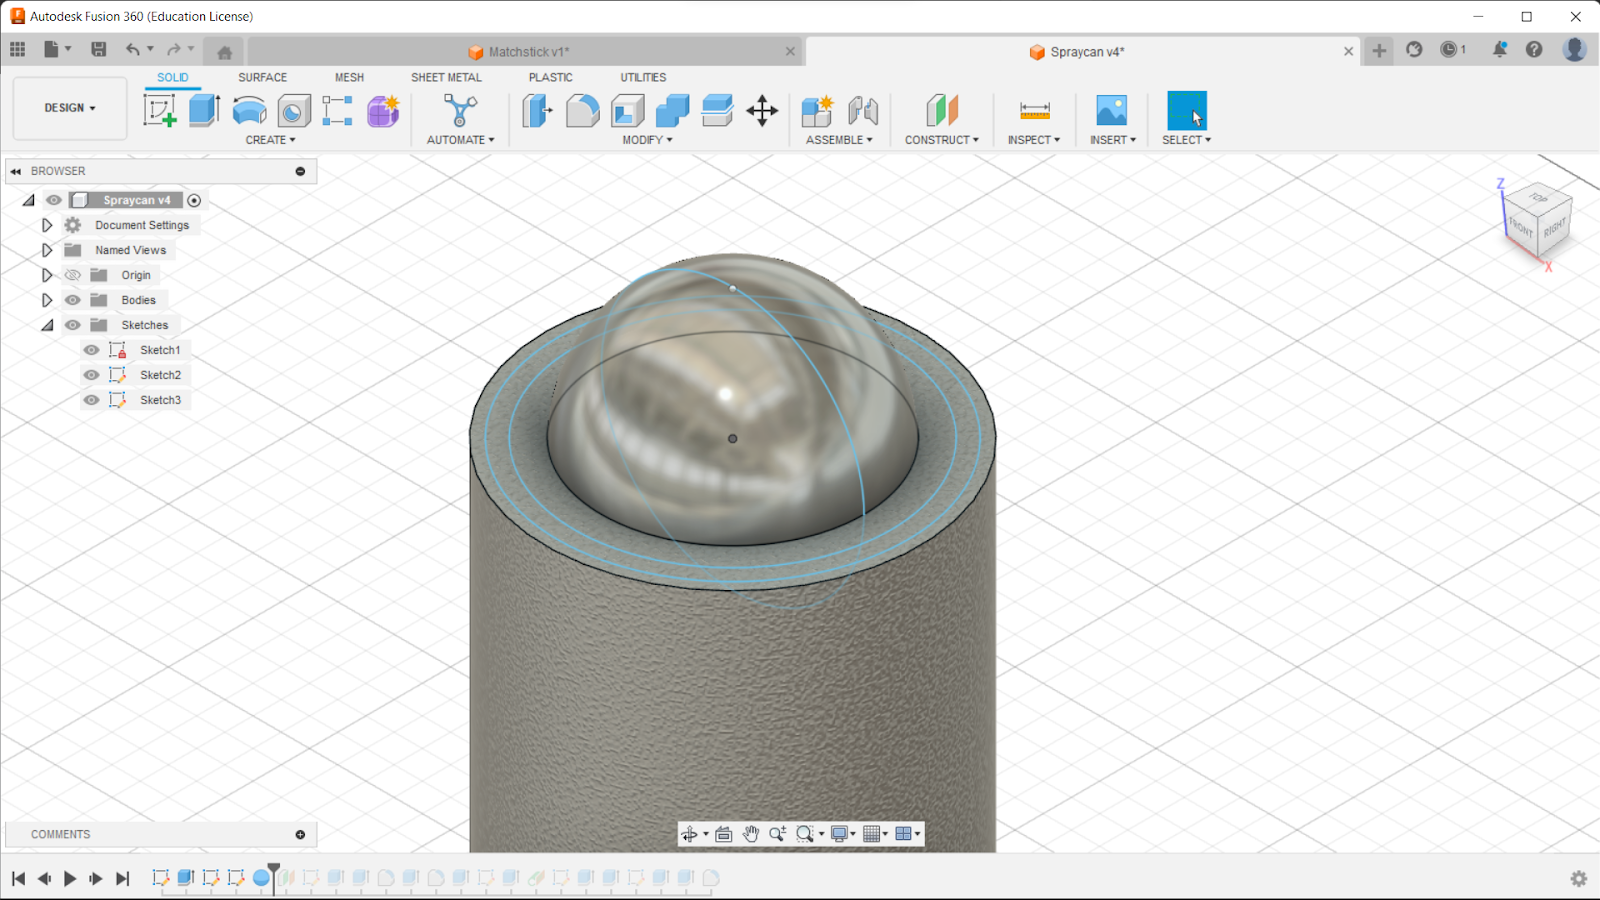 Autodesk Fusion 360 (Education License)
Matchstick v1*
Spraycan v4*
1
SOLID
SURFACE
MESH
SHEET METAL
PLASTIC
UTILITIES
DESIGN
CREATE
AUTOMATE
MODIFY
ASSEMBLE
CONSTRUCT
INSPECT
INSERT
SELECT
BROWSER
Spraycan v4
Document Settings
Named Views
Origin
Bodies
Sketches
Sketch1
Sketch2
Sketch3
Z
TOP
FRONT
RIGHT
X
COMMENTS